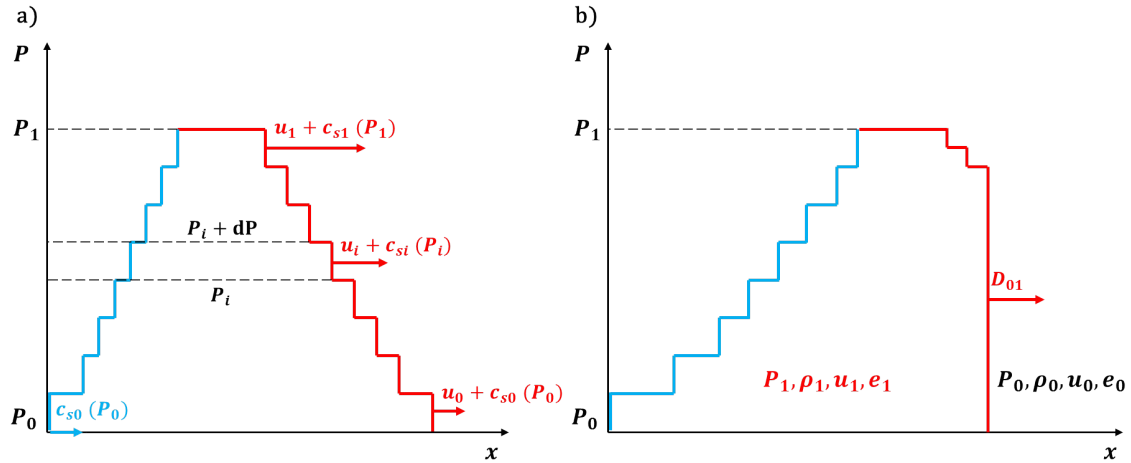 a)
P
P₁
u₁ + cₛ₁ (P₁)
Pᵢ + dP
uᵢ + cₛᵢ (Pᵢ)
Pᵢ
u₀ + cₛ₀ (P₀)
P₀
cₛ₀ (P₀)
x
b)
P
P₁
D₀₁
P₁, ρ₁, u₁, e₁
P₀, ρ₀, u₀, e₀
P₀
x